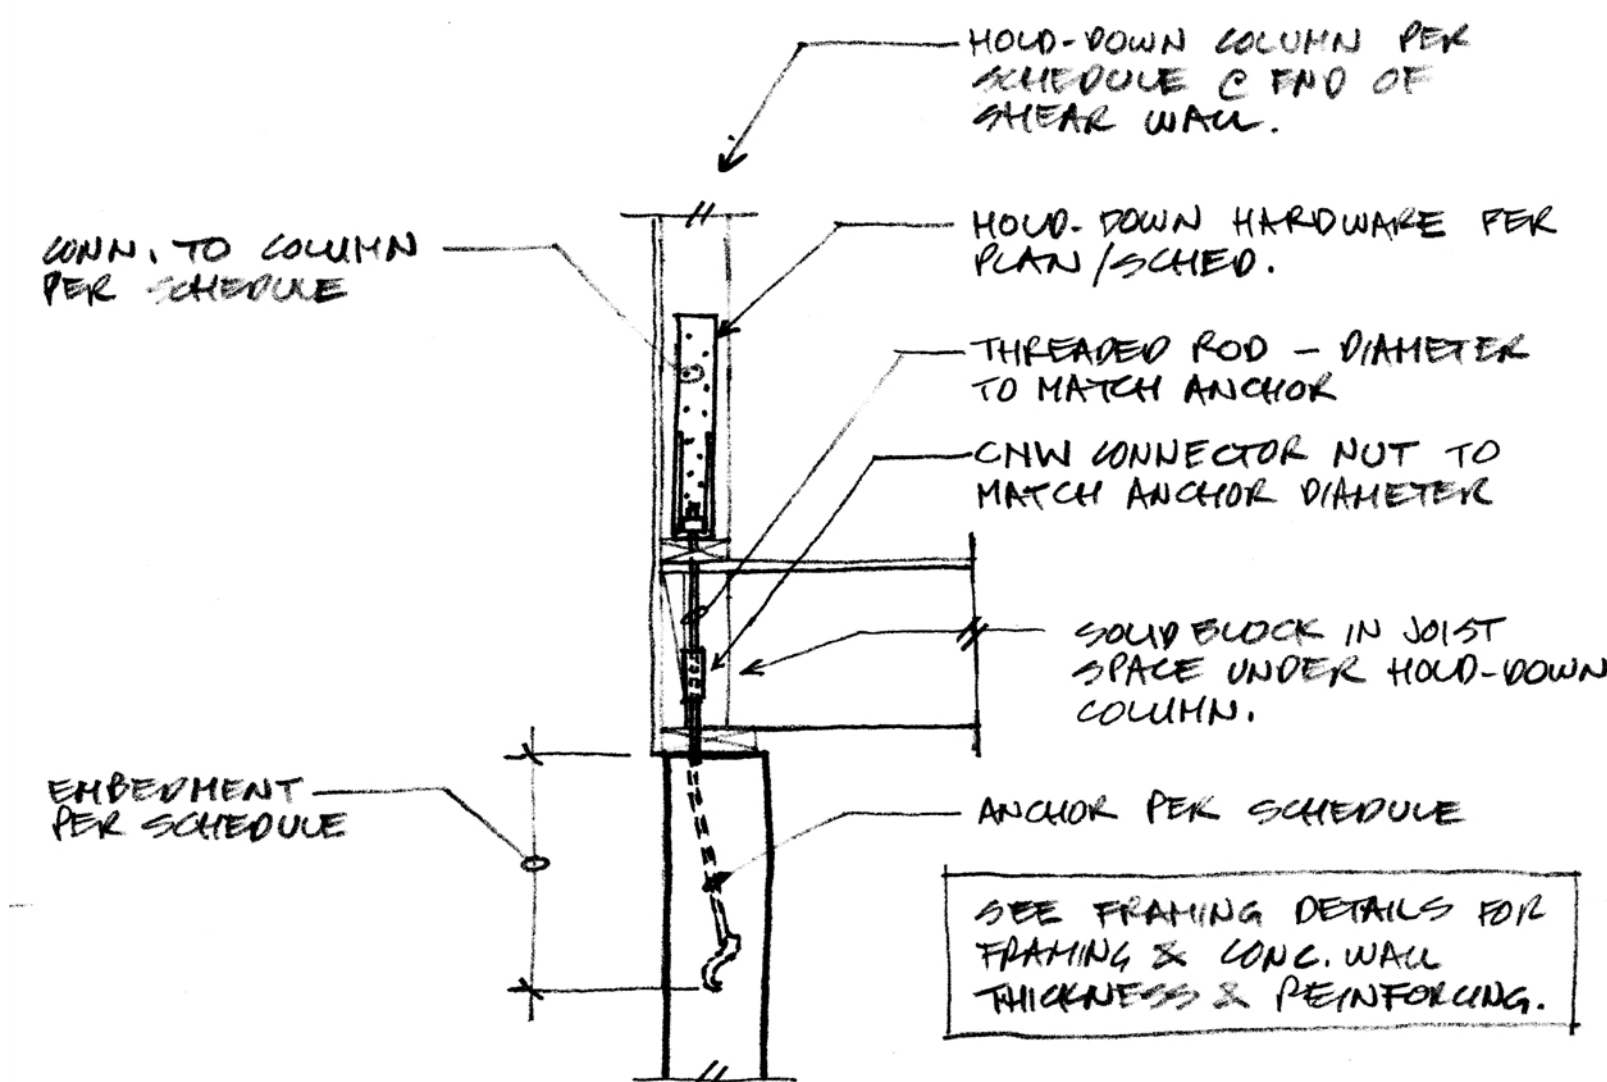 HOLD-DOWN COLUMN PER
SCHEDULE @ END OF
SHEAR WALL.
CONN. TO COLUMN
PER SCHEDULE
HOLD-DOWN HARDWARE PER
PLAN/SCHED.
THREADED ROD - DIAMETER
TO MATCH ANCHOR
CNW CONNECTOR NUT TO
MATCH ANCHOR DIAMETER
SOLID BLOCK IN JOIST
SPACE UNDER HOLD-DOWN
COLUMN.
EMBEDMENT
PER SCHEDULE
ANCHOR PER SCHEDULE
SEE FRAMING DETAILS FOR
FRAMING & CONC. WALL
THICKNESS & REINFORCING.